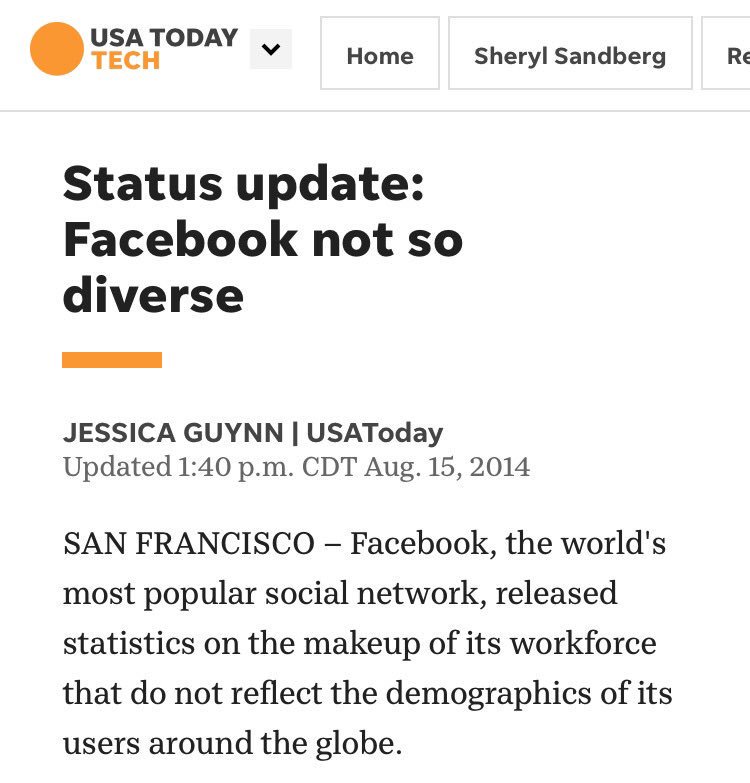 USA TODAY
TECH
Home
Sheryl Sandberg
Re
Status update:
Facebook not so
diverse
JESSICA GUYNN | USAToday
Updated 1:40 p.m. CDT Aug. 15, 2014
SAN FRANCISCO – Facebook, the world's
most popular social network, released
statistics on the makeup of its workforce
that do not reflect the demographics of its
users around the globe.